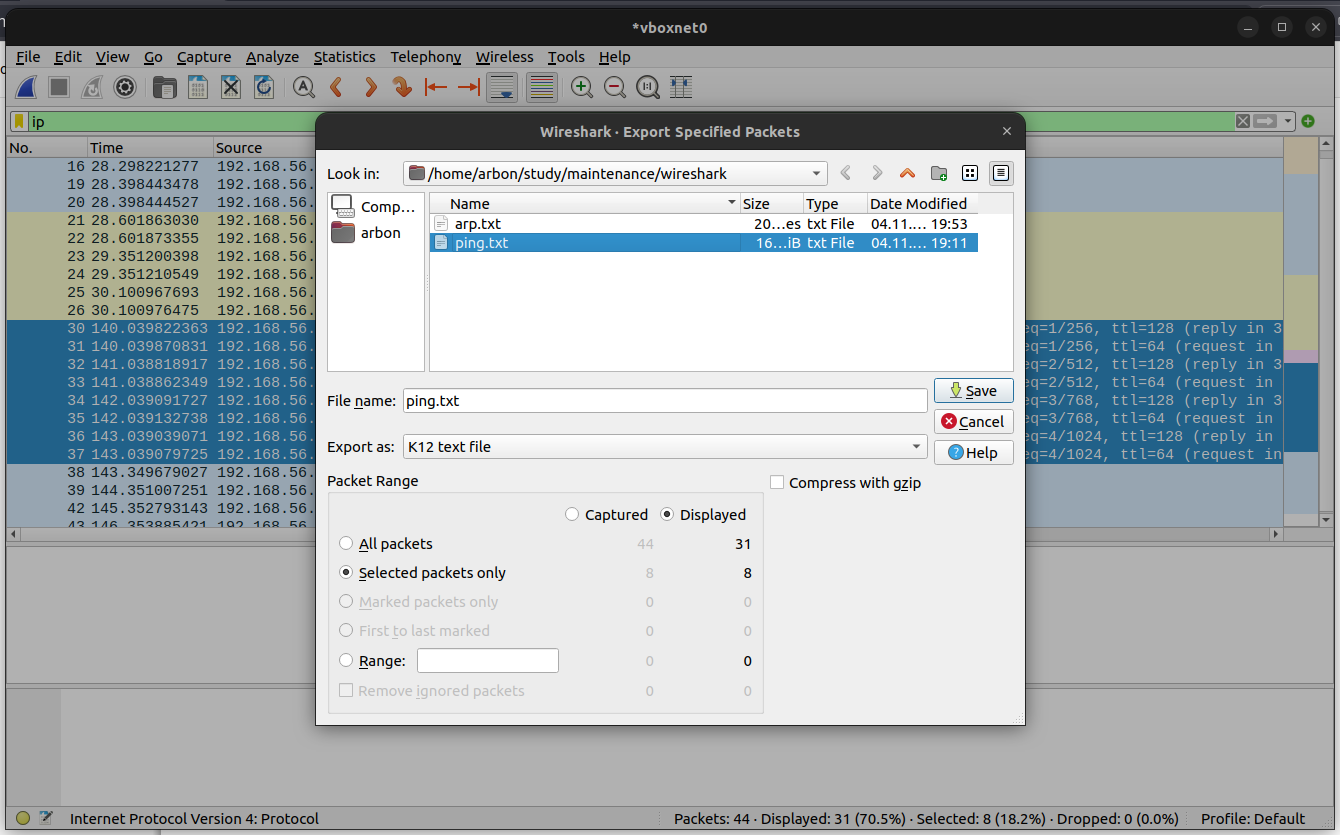 *vboxnet0
File Edit View Go Capture Analyze Statistics Telephony Wireless Tools Help
ip
No. Time Source
16 28.298221277 192.168.56.
19 28.398443478 192.168.56.
20 28.398444527 192.168.56.
21 28.601863030 192.168.56.
22 28.601873355 192.168.56.
23 29.351200398 192.168.56.
24 29.351210549 192.168.56.
25 30.100967693 192.168.56.
26 30.100976475 192.168.56.
30 140.039822363 192.168.56. eq=1/256, ttl=128 (reply in 3
31 140.039870831 192.168.56. eq=1/256, ttl=64 (request in
32 141.038818917 192.168.56. eq=2/512, ttl=128 (reply in 3
33 141.038862349 192.168.56. eq=2/512, ttl=64 (request in
34 142.039091727 192.168.56. eq=3/768, ttl=128 (reply in 3
35 142.039132738 192.168.56. eq=3/768, ttl=64 (request in
36 143.039039071 192.168.56. eq=4/1024, ttl=128 (reply in
37 143.039079725 192.168.56. eq=4/1024, ttl=64 (request in
38 143.349679027 192.168.56.
39 144.351007251 192.168.56.
42 145.352793143 192.168.56.
43 146.353885421 192.168.56.
Wireshark · Export Specified Packets
Look in: /home/arbon/study/maintenance/wireshark
Comp...
arbon
Name Size Type Date Modified
arp.txt 20...es txt File 04.11.... 19:53
ping.txt 16...iB txt File 04.11.... 19:11
File name: ping.txt
Save
Cancel
Export as: K12 text file
Help
Packet Range
Compress with gzip
Captured Displayed
All packets 44 31
Selected packets only 8 8
Marked packets only 0 0
First to last marked 0 0
Range: 0 0
Remove ignored packets 0 0
Internet Protocol Version 4: Protocol
Packets: 44 · Displayed: 31 (70.5%) · Selected: 8 (18.2%) · Dropped: 0 (0.0%)
Profile: Default